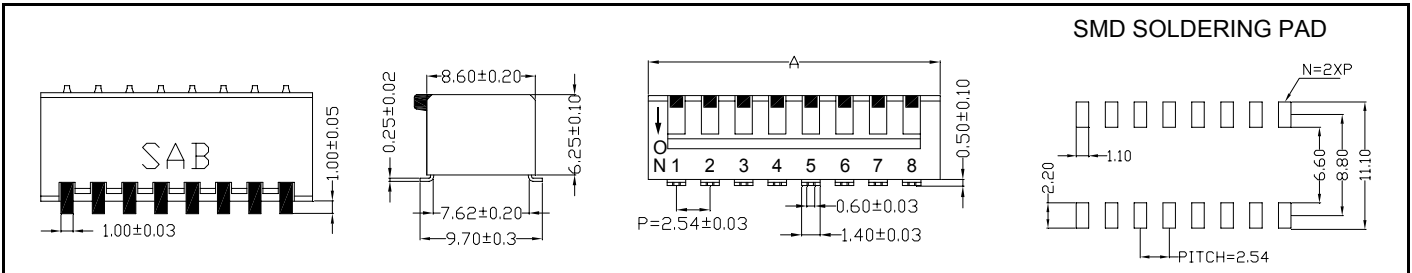 SMD SOLDERING PAD
SAB
1.00±0.05
1.00±0.03
8.60±0.20
0.25±0.02
6.25±0.10
7.62±0.20
9.70±0.3
A
0.50±0.10
O
N 1 2 3 4 5 6 7 8
P=2.54±0.03
0.60±0.03
1.40±0.03
N=2XP
1.10
2.20
6.60
8.80
11.10
PITCH=2.54